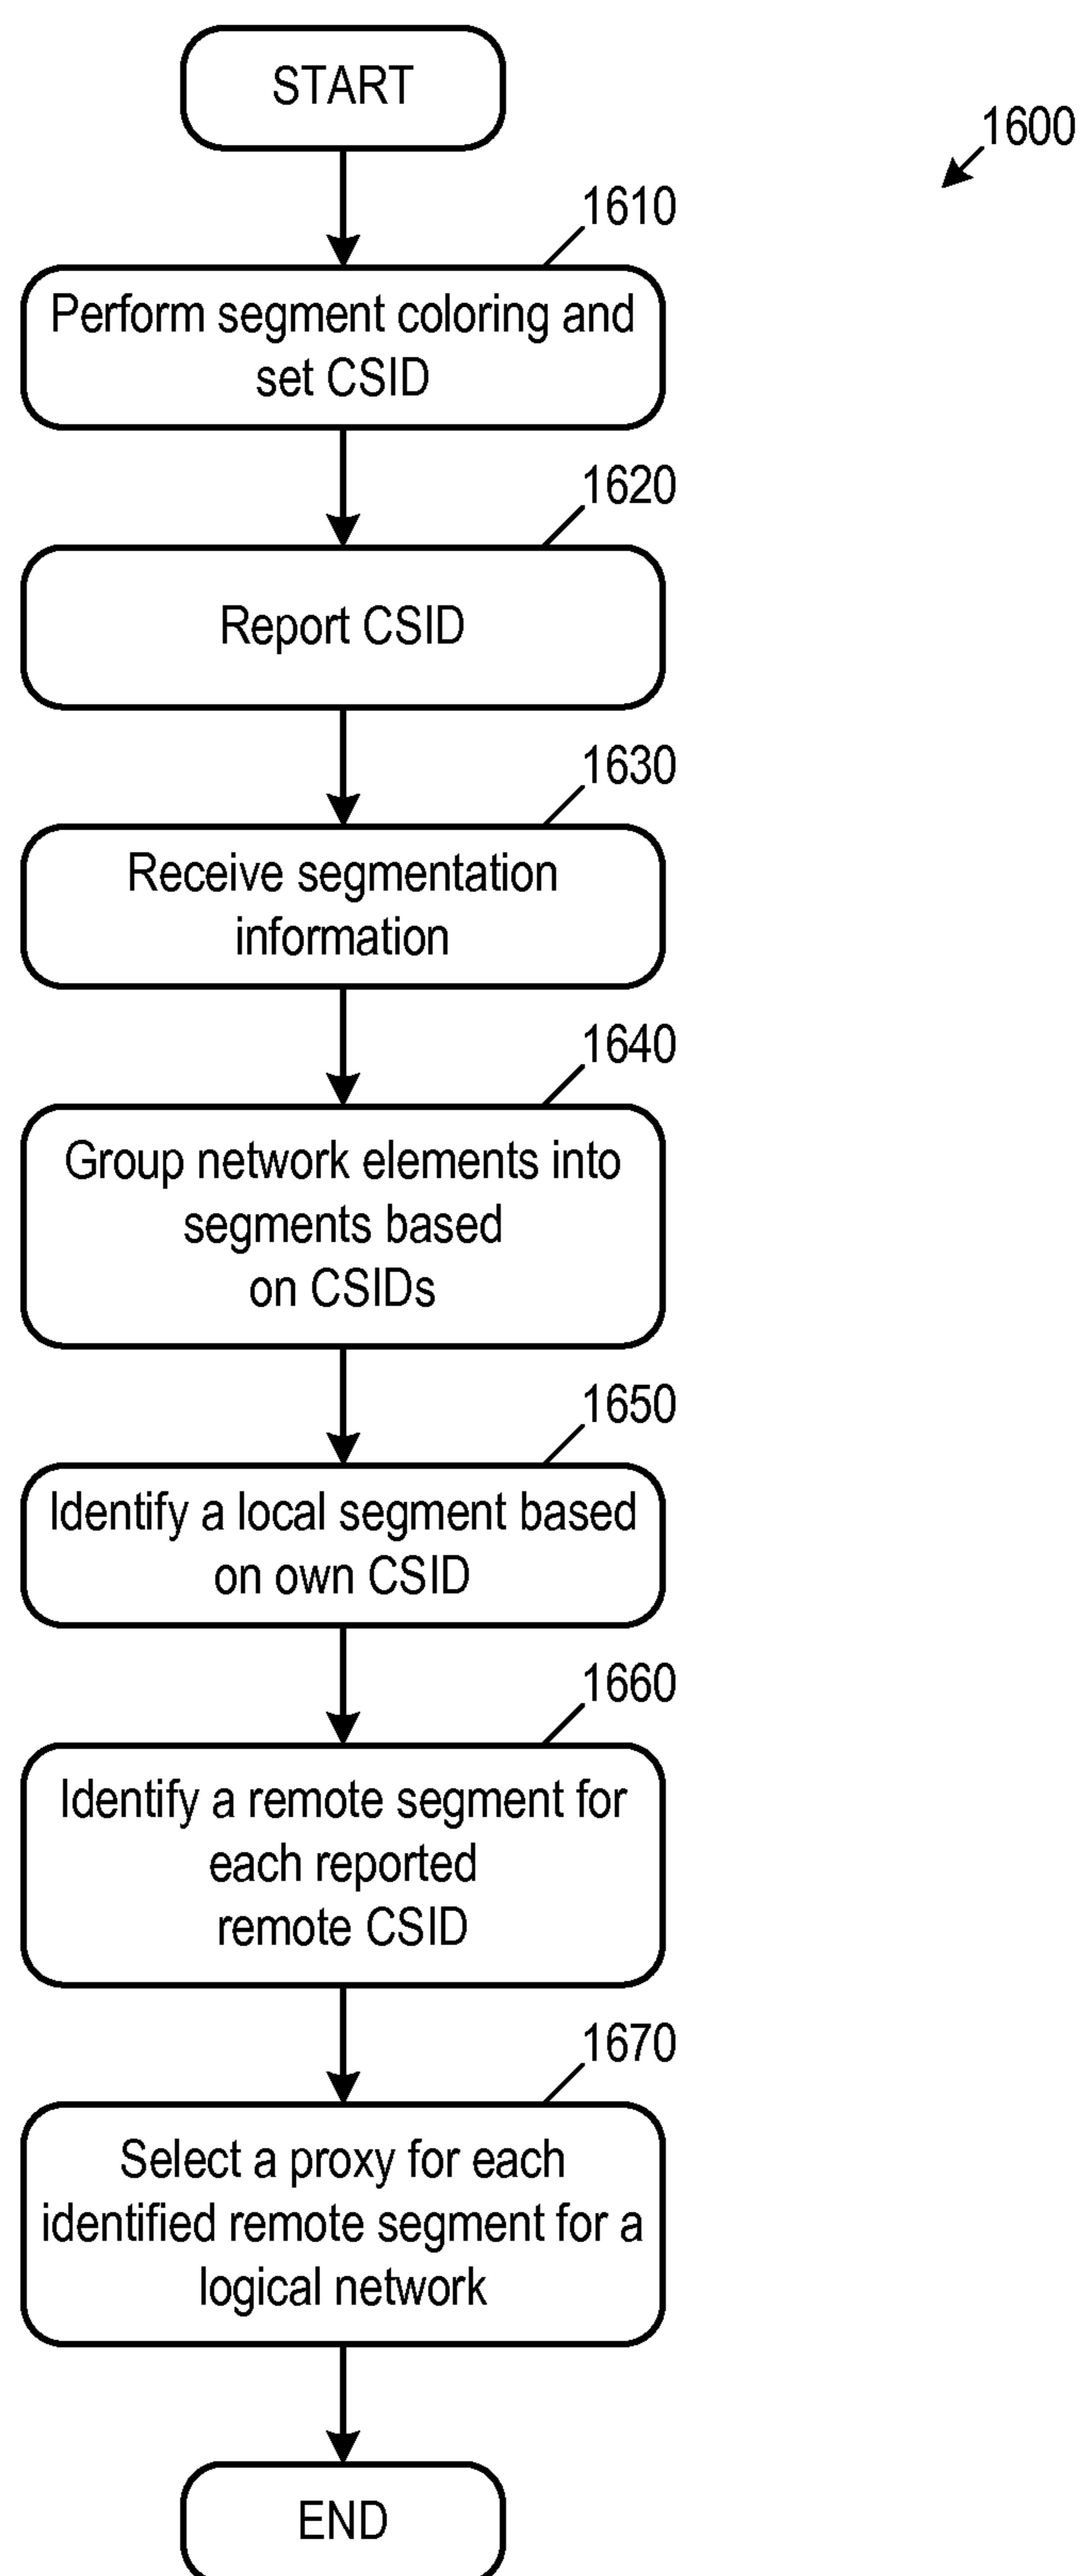 START
1600
1610
Perform segment coloring and
set CSID
1620
Report CSID
1630
Receive segmentation
information
1640
Group network elements into
segments based
on CSIDs
1650
Identify a local segment based
on own CSID
1660
Identify a remote segment for
each reported
remote CSID
1670
Select a proxy for each
identified remote segment for a
logical network
END